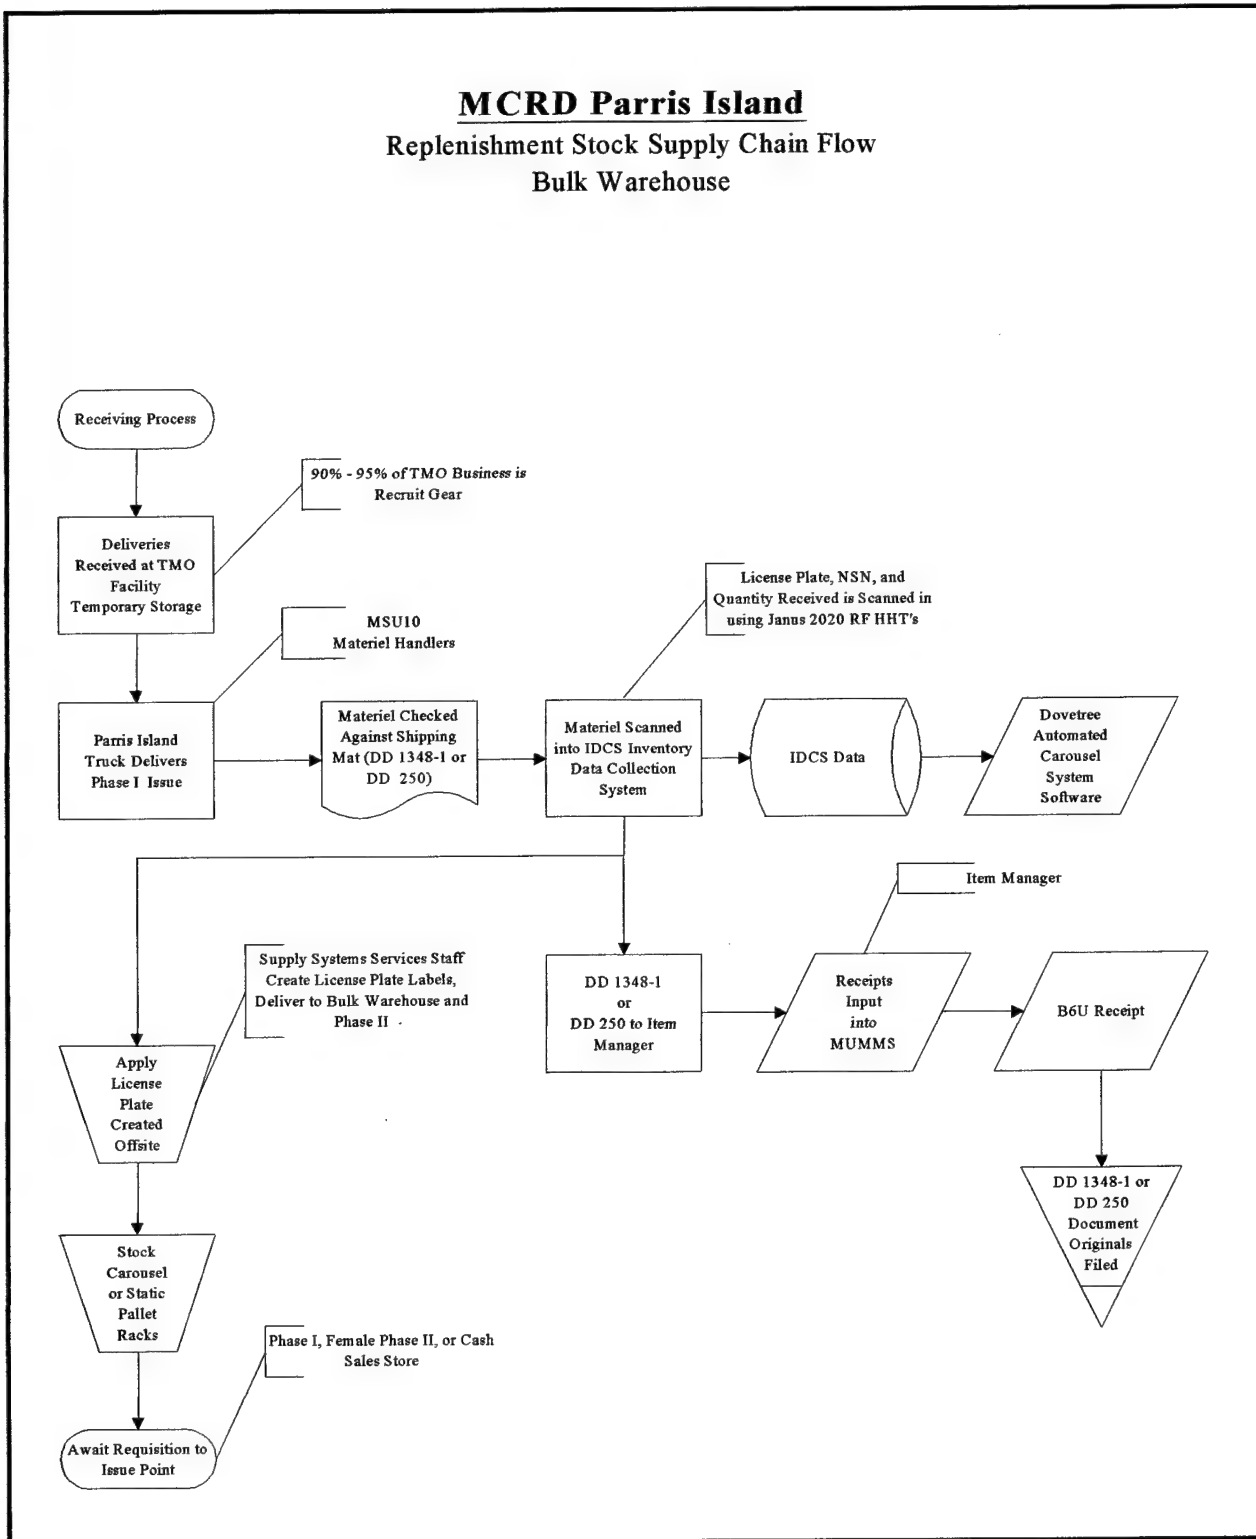 MCRD Parris Island
Replenishment Stock Supply Chain Flow
Bulk Warehouse
Receiving Process
90% - 95% of TMO Business is
Recruit Gear
Deliveries
Received at TMO
Facility
Temporary Storage
License Plate, NSN, and
Quantity Received is Scanned in
using Janus 2020 RF HHT's
MSU10
Materiel Handlers
Parris Island
Truck Delivers
Phase I Issue
Materiel Checked
Against Shipping
Mat (DD 1348-1 or
DD 250)
Materiel Scanned
into IDCS Inventory
Data Collection
System
IDCS Data
Dovetree
Automated
Carousel
System
Software
Item Manager
Supply Systems Services Staff
Create License Plate Labels,
Deliver to Bulk Warehouse and
Phase II
DD 1348-1
or
DD 250 to Item
Manager
Receipts
Input
into
MUMMS
B6U Receipt
Apply
License
Plate
Created
Offsite
DD 1348-1 or
DD 250
Document
Originals
Filed
Stock
Carousel
or Static
Pallet
Racks
Phase I, Female Phase II, or Cash
Sales Store
Await Requisition to
Issue Point